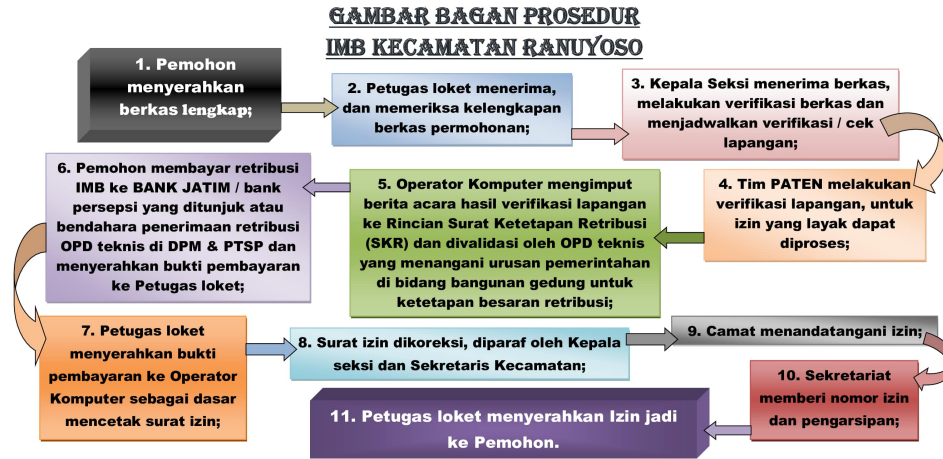 GAMBAR BAGAN PROSEDUR
IMB KECAMATAN RANUYOSO
1. Pemohon
menyerahkan
berkas lengkap;
2. Petugas loket menerima,
dan memeriksa kelengkapan
berkas permohonan;
3. Kepala Seksi menerima berkas,
melakukan verifikasi berkas dan
menjadwalkan verifikasi / cek
lapangan;
4. Tim PATEN melakukan
verifikasi lapangan, untuk
izin yang layak dapat
diproses;
5. Operator Komputer mengimput
berita acara hasil verifikasi lapangan
ke Rincian Surat Ketetapan Retribusi
(SKR) dan divalidasi oleh OPD teknis
yang menangani urusan pemerintahan
di bidang bangunan gedung untuk
ketetapan besaran retribusi;
6. Pemohon membayar retribusi
IMB ke BANK JATIM / bank
persepsi yang ditunjuk atau
bendahara penerimaan retribusi
OPD teknis di DPM & PTSP dan
menyerahkan bukti pembayaran
ke Petugas loket;
7. Petugas loket
menyerahkan bukti
pembayaran ke Operator
Komputer sebagai dasar
mencetak surat izin;
8. Surat izin dikoreksi, diparaf oleh Kepala
seksi dan Sekretaris Kecamatan;
9. Camat menandatangani izin;
10. Sekretariat
memberi nomor izin
dan pengarsipan;
11. Petugas loket menyerahkan Izin jadi
ke Pemohon.